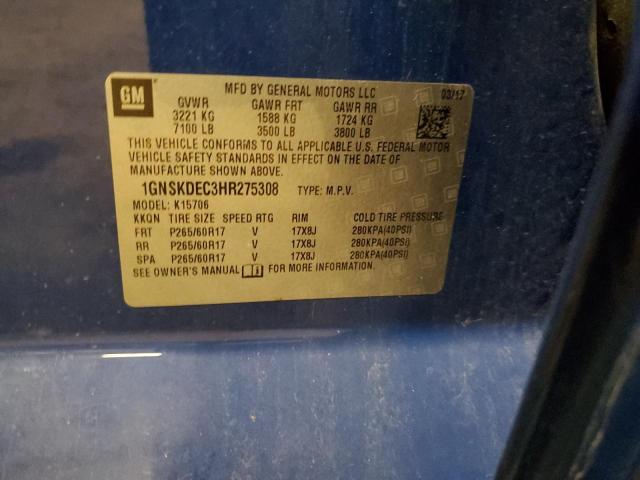 GM
MFD BY GENERAL MOTORS LLC 03/17
GVWR GAWR FRT GAWR RR
3221 KG 1588 KG 1724 KG
7100 LB 3500 LB 3800 LB
THIS VEHICLE CONFORMS TO ALL APPLICABLE U.S. FEDERAL MOTOR
VEHICLE SAFETY STANDARDS IN EFFECT ON THE DATE OF
MANUFACTURE SHOWN ABOVE.
1GNSKDEC3HR275308 TYPE: M.P.V.
MODEL: K15706
KKQN TIRE SIZE SPEED RTG RIM COLD TIRE PRESSURE
FRT P265/60R17 V 17X8J 280KPA(40PSI)
RR P265/60R17 V 17X8J 280KPA(40PSI)
SPA P265/60R17 V 17X8J 280KPA(40PSI)
SEE OWNER'S MANUAL FOR MORE INFORMATION.